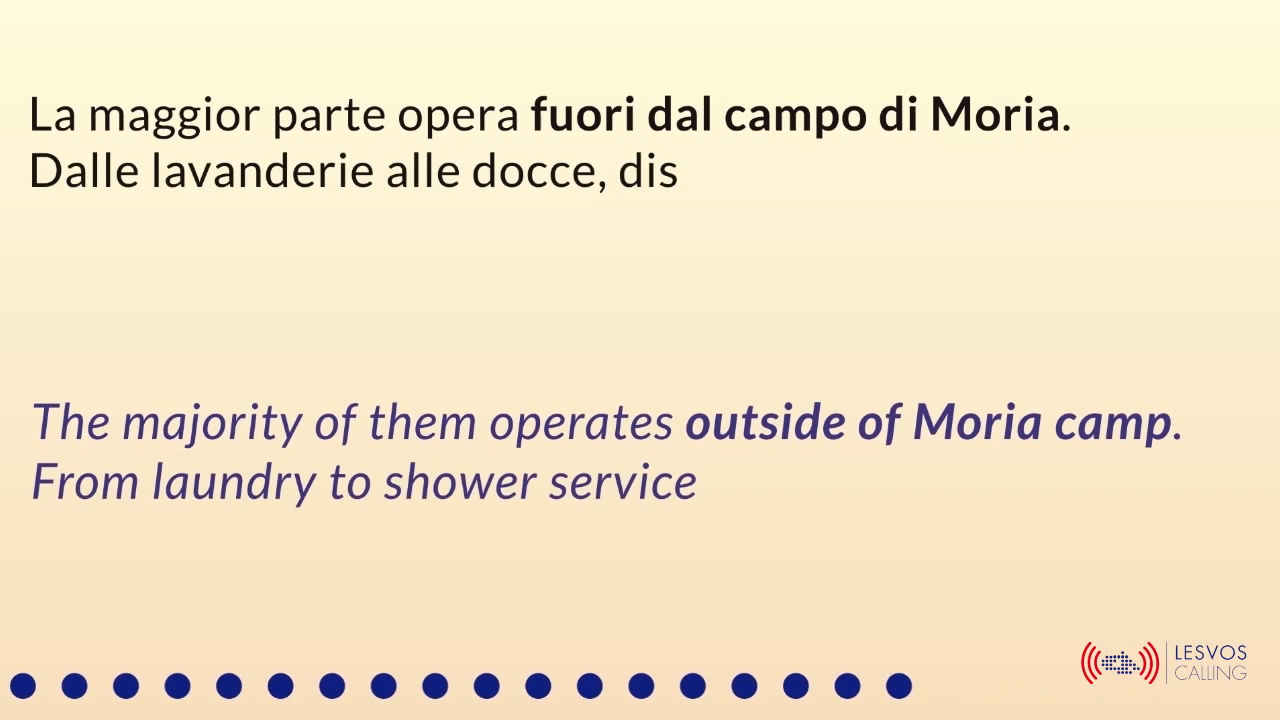 La maggior parte opera fuori dal campo di Moria.
Dalle lavanderie alle docce, dis
The majority of them operates outside of Moria camp.
From laundry to shower service
LESVOS
CALLING